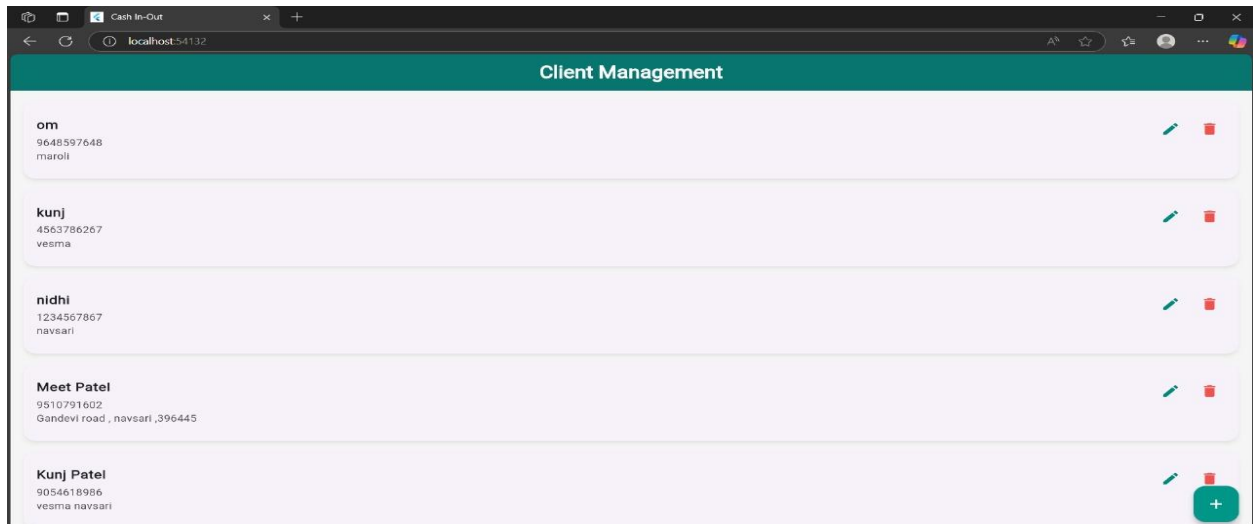 Cash In-Out
localhost:54132
Client Management
om
9648597648
maroli
kunj
4563786267
vesma
nidhi
1234567867
navsari
Meet Patel
9510791602
Gandevi road , navsari ,396445
Kunj Patel
9054618986
vesma navsari